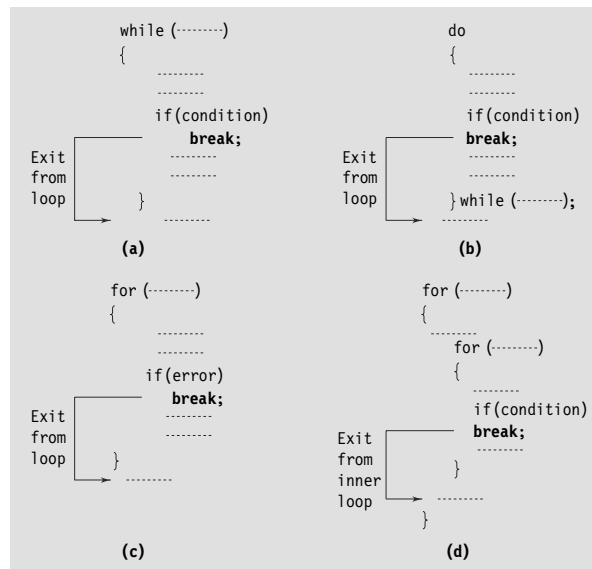 while (---------)
{
---------
---------
if(condition)
break;
---------
---------
}
---------
Exit
from
loop
(a)
do
{
---------
---------
if(condition)
break;
---------
---------
} while (---------);
---------
Exit
from
loop
(b)
for (---------)
{
---------
---------
if(error)
break;
---------
---------
}
---------
Exit
from
loop
(c)
for (---------)
{
---------
for (---------)
{
---------
if(condition)
break;
---------
}
---------
}
Exit
from
inner
loop
(d)